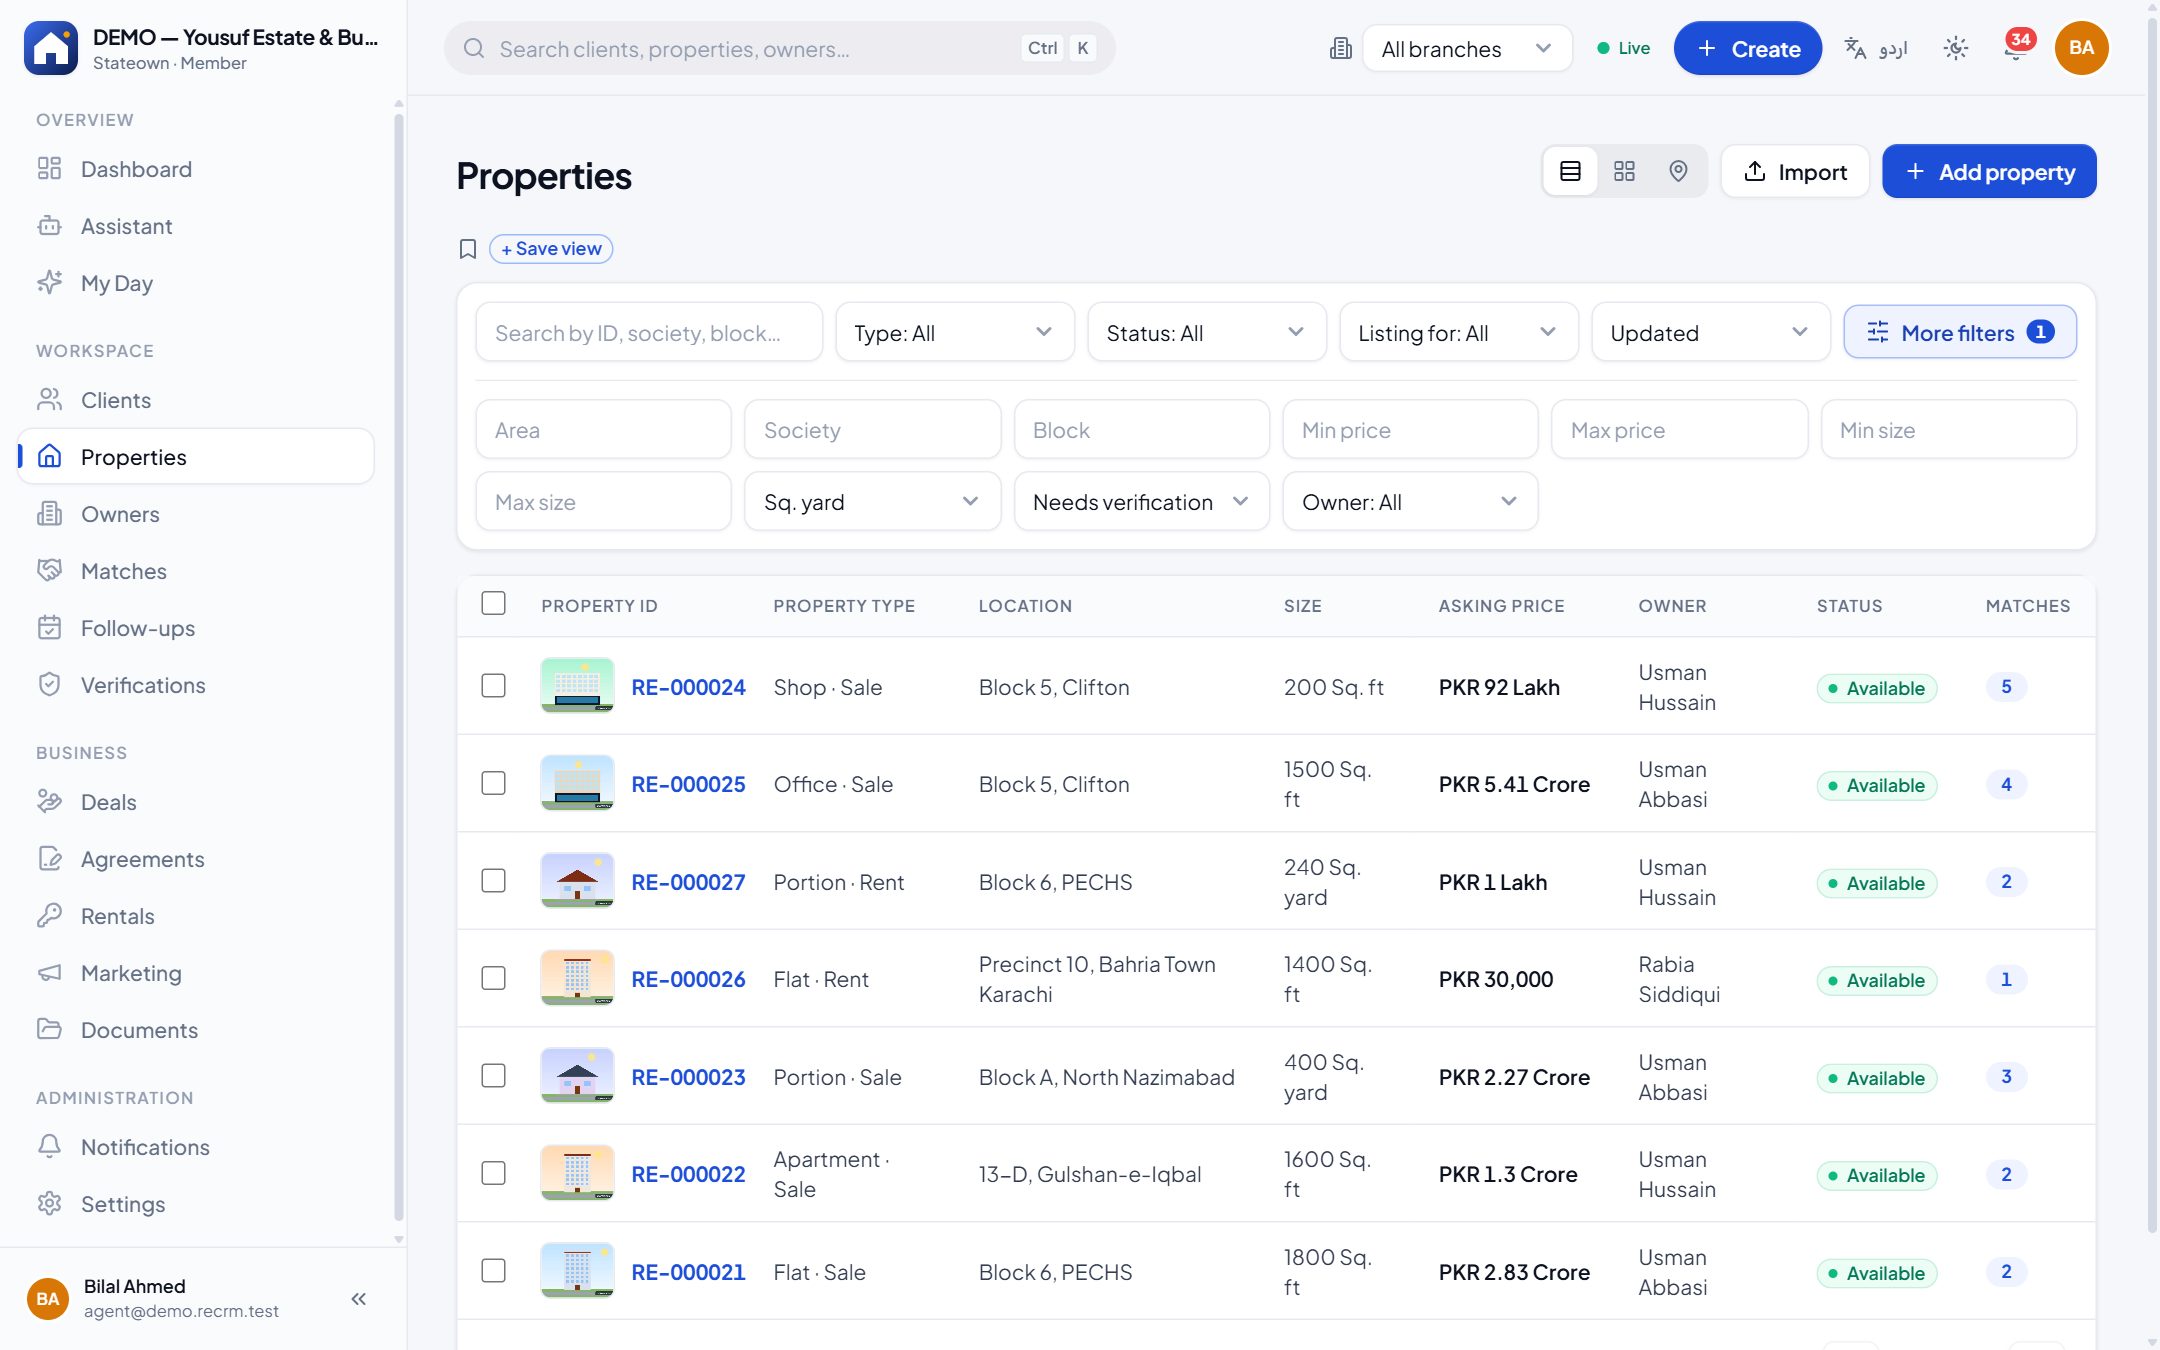 DEMO — Yousuf Estate & Bu...
Stateown · Member
Search clients, properties, owners...
Ctrl K
All branches
Live
+ Create
اردو
34
BA
OVERVIEW
Dashboard
Assistant
My Day
WORKSPACE
Clients
Properties
Owners
Matches
Follow-ups
Verifications
BUSINESS
Deals
Agreements
Rentals
Marketing
Documents
ADMINISTRATION
Notifications
Settings
BA
Bilal Ahmed
agent@demo.recrm.test
Properties
Import
+ Add property
+ Save view
Search by ID, society, block...
Type: All
Status: All
Listing for: All
Updated
More filters 1
Area
Society
Block
Min price
Max price
Min size
Max size
Sq. yard
Needs verification
Owner: All
PROPERTY ID PROPERTY TYPE LOCATION SIZE ASKING PRICE OWNER STATUS MATCHES
RE-000024 Shop · Sale Block 5, Clifton 200 Sq. ft PKR 92 Lakh Usman Hussain Available 5
RE-000025 Office · Sale Block 5, Clifton 1500 Sq. ft PKR 5.41 Crore Usman Abbasi Available 4
RE-000027 Portion · Rent Block 6, PECHS 240 Sq. yard PKR 1 Lakh Usman Hussain Available 2
RE-000026 Flat · Rent Precinct 10, Bahria Town Karachi 1400 Sq. ft PKR 30,000 Rabia Siddiqui Available 1
RE-000023 Portion · Sale Block A, North Nazimabad 400 Sq. yard PKR 2.27 Crore Usman Abbasi Available 3
RE-000022 Apartment · Sale 13-D, Gulshan-e-Iqbal 1600 Sq. ft PKR 1.3 Crore Usman Hussain Available 2
RE-000021 Flat · Sale Block 6, PECHS 1800 Sq. ft PKR 2.83 Crore Usman Abbasi Available 2